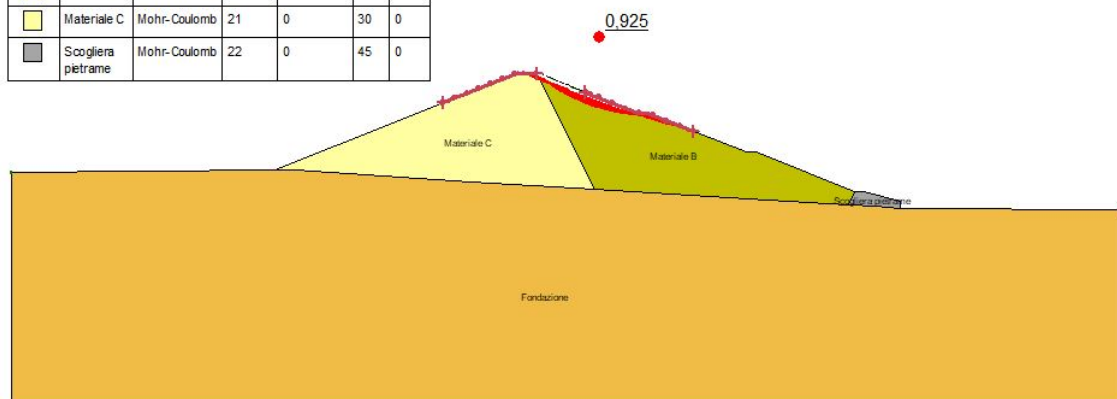 Materiale C Mohr-Coulomb 21 0 30 0
Scogliera pietrame Mohr-Coulomb 22 0 45 0
0,925
Materiale C
Materiale B
Scogliera pietrame
Fondazione